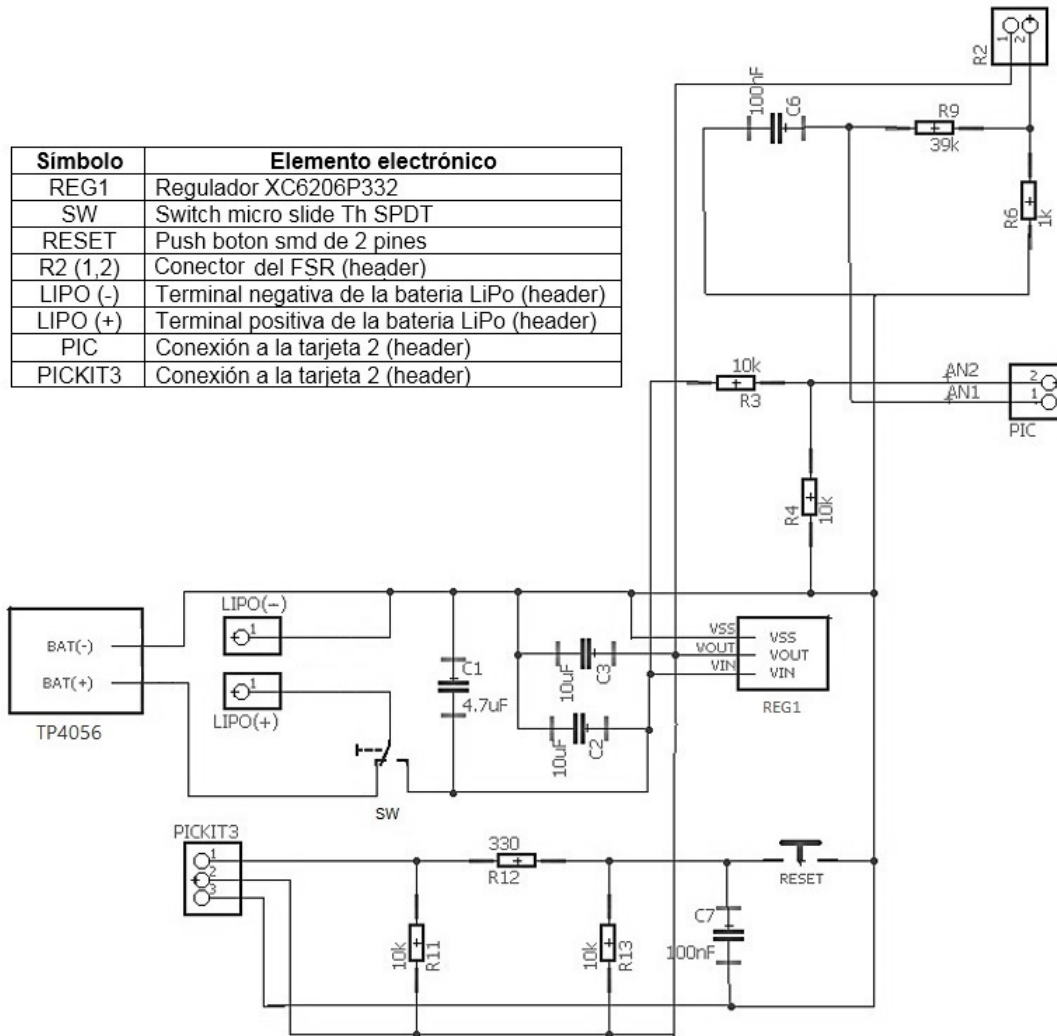 Símbolo Elemento electrónico
REG1 Regulador XC6206P332
SW Switch micro slide Th SPDT
RESET Push boton smd de 2 pines
R2 (1,2) Conector del FSR (header)
LIPO (-) Terminal negativa de la bateria LiPo (header)
LIPO (+) Terminal positiva de la bateria LiPo (header)
PIC Conexión a la tarjeta 2 (header)
PICKIT3 Conexión a la tarjeta 2 (header)
R2
1
2
100nF
C6
R9
39k
R6
1k
10k
R3
AN2
AN1
2
1
PIC
R4
10k
TP4056
BAT(-)
BAT(+)
LIPO(-)
1
1
LIPO(+)
SW
C1
4.7uF
10uF
C3
10uF
C2
VSS
VOUT
VIN
VSS
VOUT
VIN
REG1
PICKIT3
1
2
3
330
R12
10k
R11
10k
R13
C7
100nF
RESET